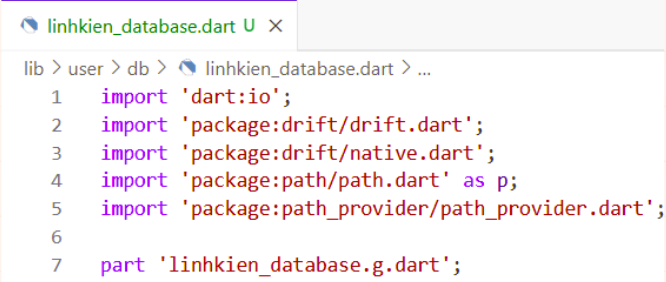 linhkien_database.dart U ×
lib > user > db > linhkien_database.dart > ...
1 import 'dart:io';
2 import 'package:drift/drift.dart';
3 import 'package:drift/native.dart';
4 import 'package:path/path.dart' as p;
5 import 'package:path_provider/path_provider.dart';
6
7 part 'linhkien_database.g.dart';